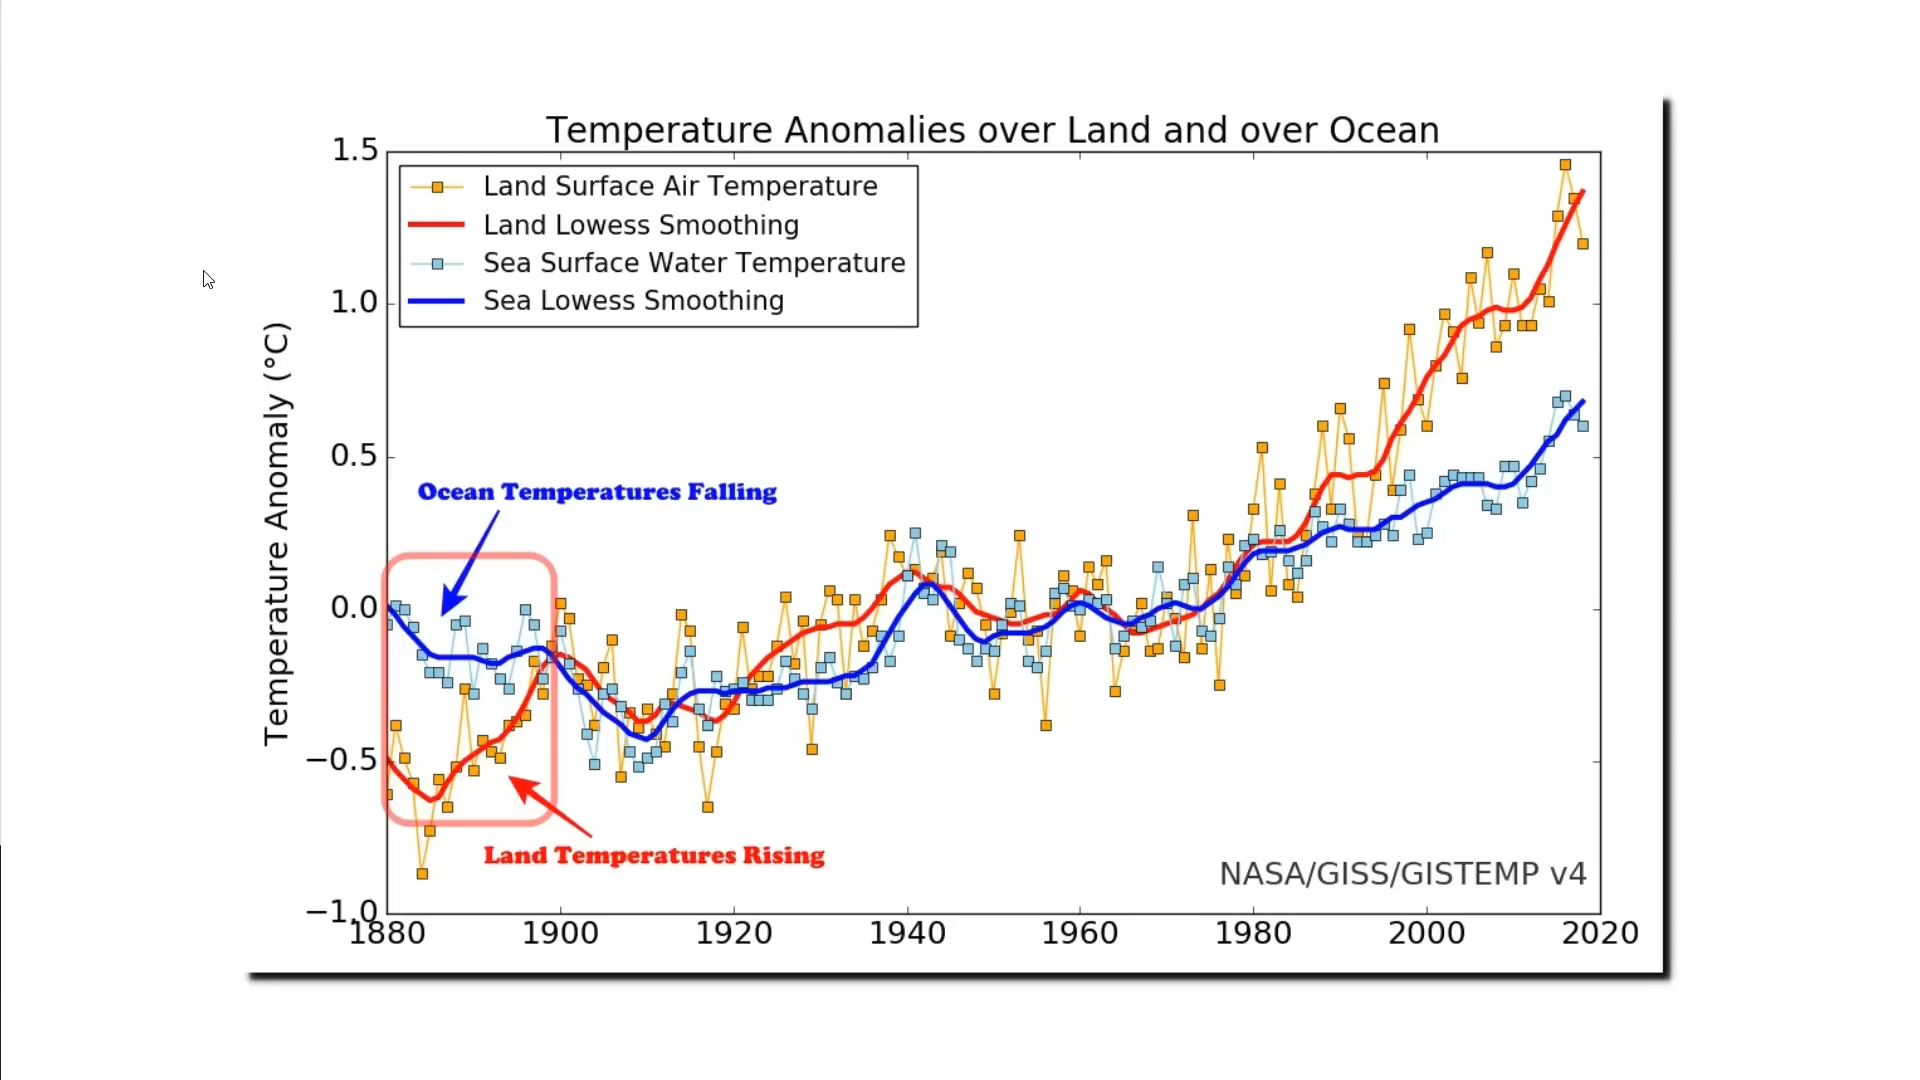 Temperature Anomalies over Land and over Ocean
1.5
Land Surface Air Temperature
Land Lowess Smoothing
Sea Surface Water Temperature
Sea Lowess Smoothing
1.0
Temperature Anomaly (°C)
0.5
Ocean Temperatures Falling
0.0
−0.5
Land Temperatures Rising
NASA/GISS/GISTEMP v4
−1.0
1880 1900 1920 1940 1960 1980 2000 2020